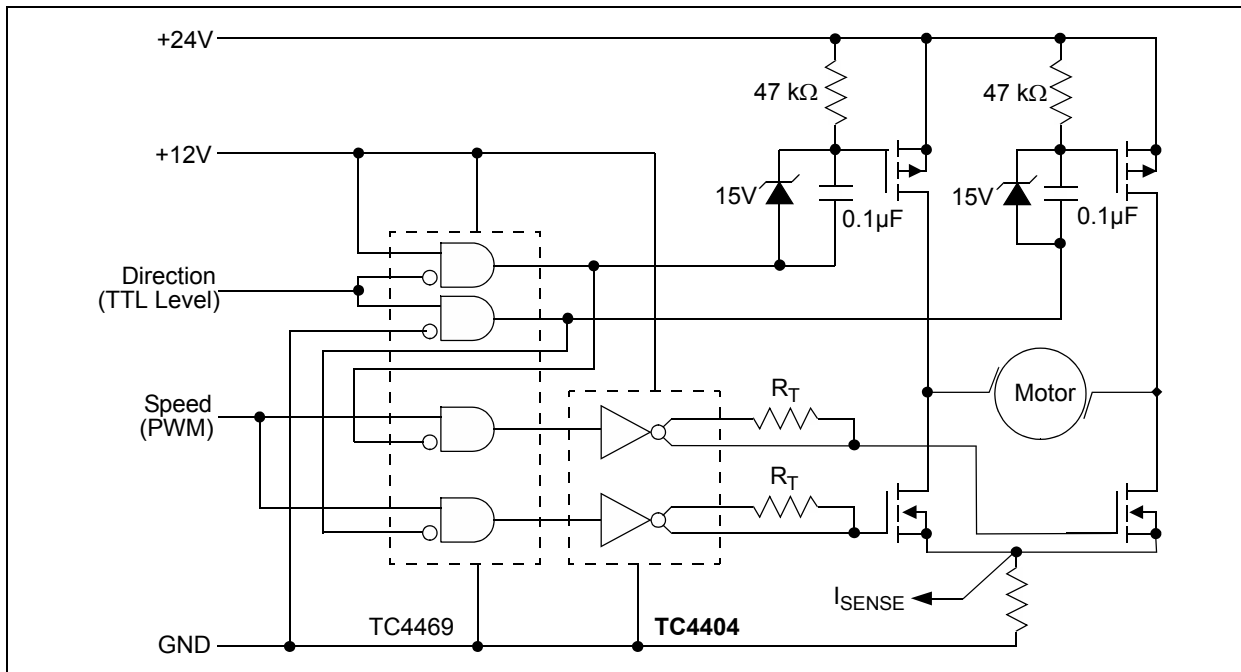 +24V
47 kΩ
47 kΩ
+12V
15V
0.1µF
15V
0.1µF
Direction
(TTL Level)
Speed
(PWM)
R_T
Motor
R_T
I_SENSE
TC4469
TC4404
GND